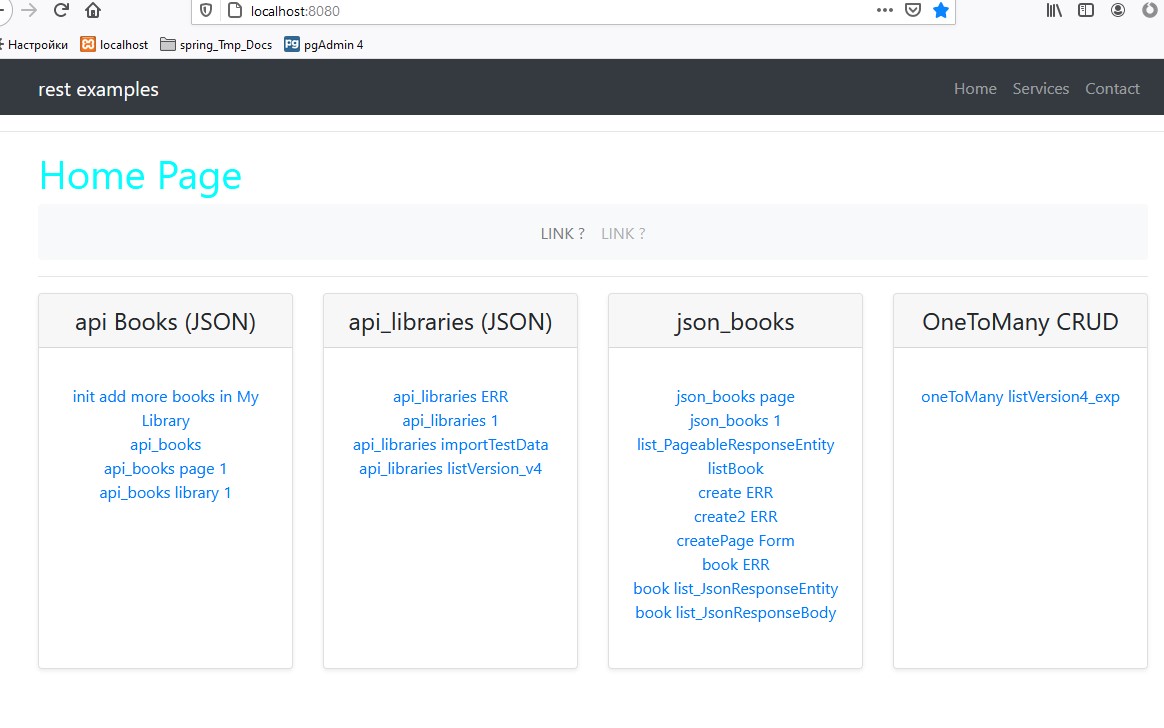 localhost:8080
Настройки localhost spring_Tmp_Docs pgAdmin 4
rest examples Home Services Contact
Home Page
LINK ? LINK ?
api Books (JSON)
init add more books in My
Library
api_books
api_books page 1
api_books library 1
api_libraries (JSON)
api_libraries ERR
api_libraries 1
api_libraries importTestData
api_libraries listVersion_v4
json_books
json_books page
json_books 1
list_PageableResponseEntity
listBook
create ERR
create2 ERR
createPage Form
book ERR
book list_JsonResponseEntity
book list_JsonResponseBody
OneToMany CRUD
oneToMany listVersion4_exp